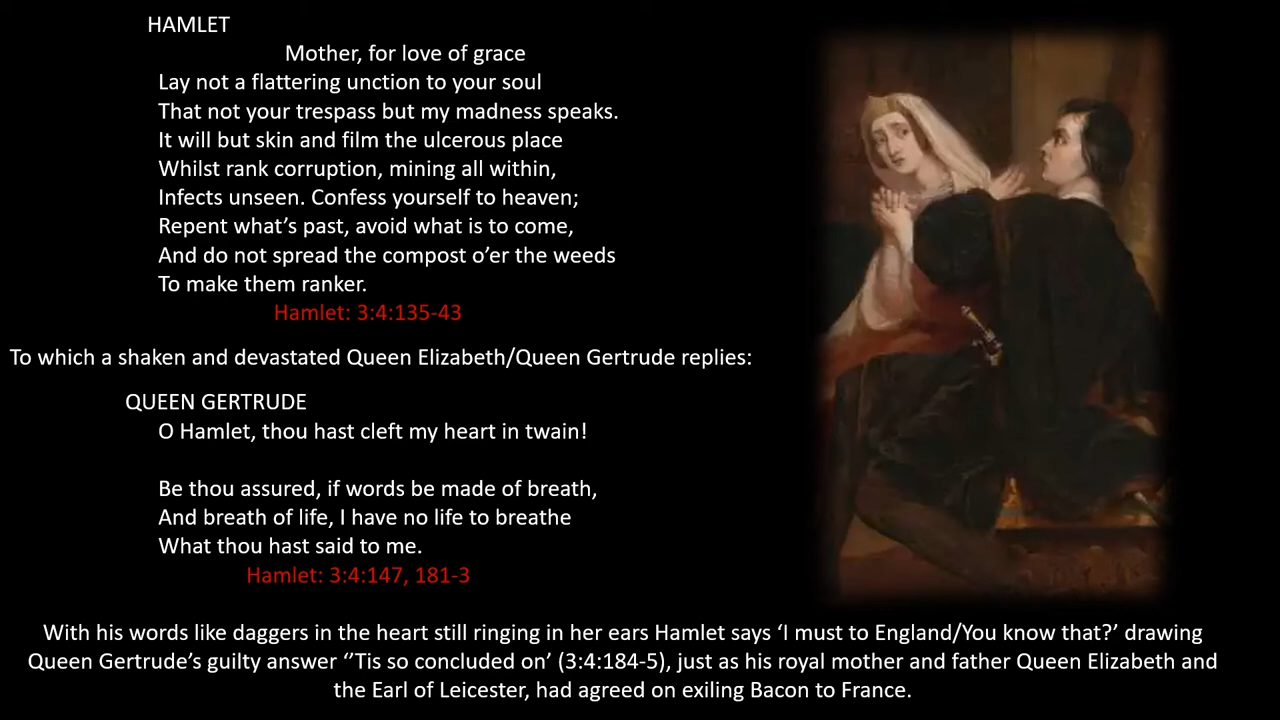 HAMLET
Mother, for love of grace
Lay not a flattering unction to your soul
That not your trespass but my madness speaks.
It will but skin and film the ulcerous place
Whilst rank corruption, mining all within,
Infects unseen. Confess yourself to heaven;
Repent what’s past, avoid what is to come,
And do not spread the compost o’er the weeds
To make them ranker.
Hamlet: 3:4:135-43
To which a shaken and devastated Queen Elizabeth/Queen Gertrude replies:
QUEEN GERTRUDE
O Hamlet, thou hast cleft my heart in twain!
Be thou assured, if words be made of breath,
And breath of life, I have no life to breathe
What thou hast said to me.
Hamlet: 3:4:147, 181-3
With his words like daggers in the heart still ringing in her ears Hamlet says ‘I must to England/You know that?’ drawing
Queen Gertrude’s guilty answer ‘’Tis so concluded on’ (3:4:184-5), just as his royal mother and father Queen Elizabeth and
the Earl of Leicester, had agreed on exiling Bacon to France.